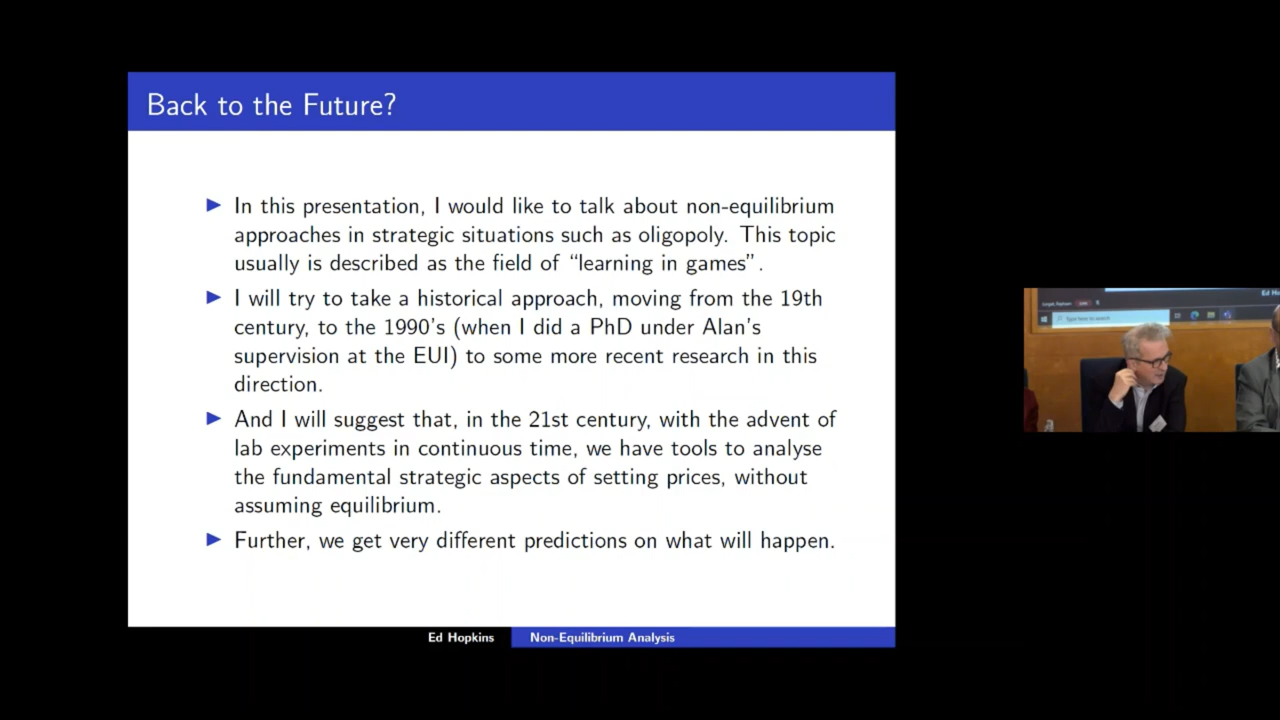 Back to the Future?
▶ In this presentation, I would like to talk about non-equilibrium
approaches in strategic situations such as oligopoly. This topic
usually is described as the field of “learning in games”.
▶ I will try to take a historical approach, moving from the 19th
century, to the 1990's (when I did a PhD under Alan's
supervision at the EUI) to some more recent research in this
direction.
▶ And I will suggest that, in the 21st century, with the advent of
lab experiments in continuous time, we have tools to analyse
the fundamental strategic aspects of setting prices, without
assuming equilibrium.
▶ Further, we get very different predictions on what will happen.
Ed Hopkins Non-Equilibrium Analysis
Type here to search